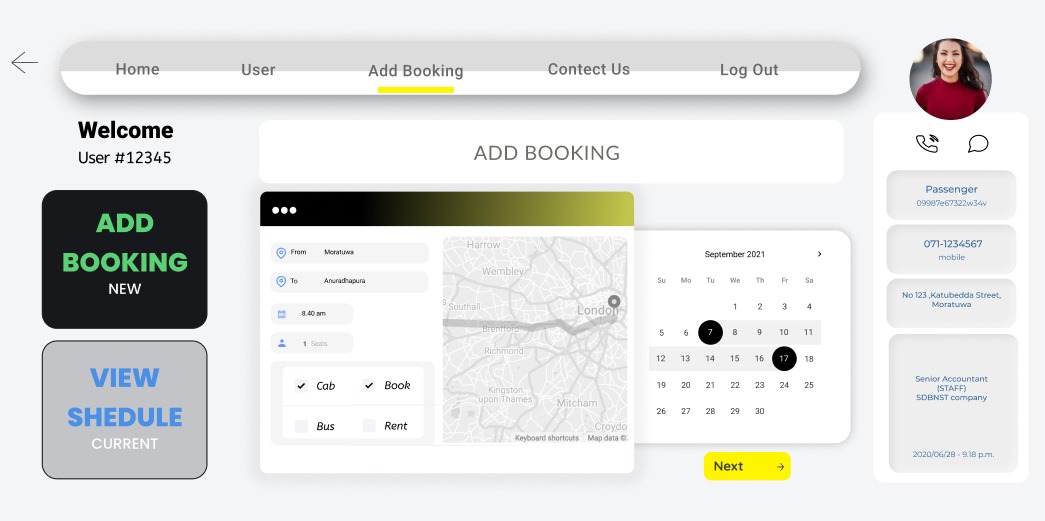 Home
User
Add Booking
Contect Us
Log Out
Welcome
User #12345
ADD BOOKING
ADD
BOOKING
NEW
VIEW
SHEDULE
CURRENT
From Moratuwa
To Anuradhapura
8.40 am
1 Seats
Cab
Book
Bus
Rent
Harrow
Wembley
Southall
London
Brentford
Richmond
Kingston
upon Thames
Mitcham
Croydo
Keyboard shortcuts Map data ©
September 2021
Su Mo Tu We Th Fr Sa
1 2 3 4
5 6 7 8 9 10 11
12 13 14 15 16 17 18
19 20 21 22 23 24 25
26 27 28 29 30
Next
Passenger
09987e67322w34v
071-1234567
mobile
No 123 ,Katubedda Street,
Moratuwa
Senior Accountant
(STAFF)
SDBNST company
2020/06/28 - 9.18 p.m.